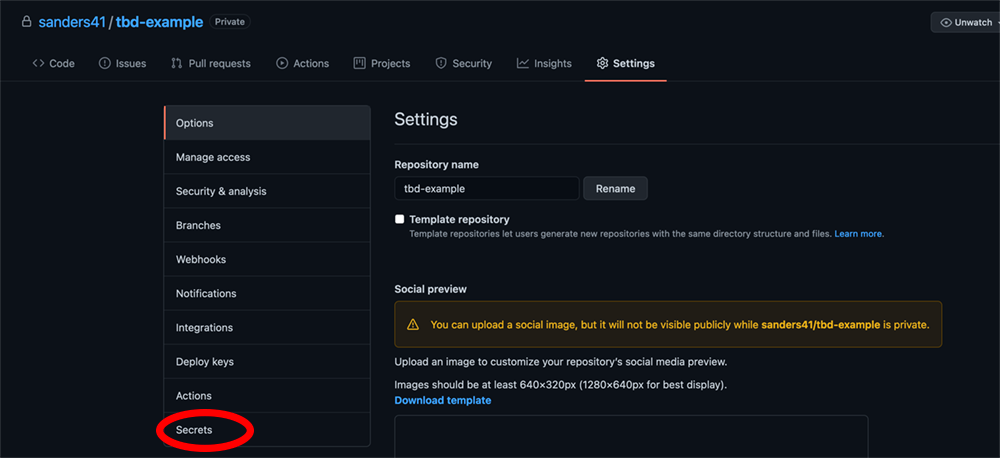 sanders41 / tbd-example Private
Unwatch
Code Issues Pull requests Actions Projects Security Insights Settings
Options
Manage access
Security & analysis
Branches
Webhooks
Notifications
Integrations
Deploy keys
Actions
Secrets
Settings
Repository name
tbd-example Rename
Template repository
Template repositories let users generate new repositories with the same directory structure and files. Learn more.
Social preview
You can upload a social image, but it will not be visible publicly while sanders41/tbd-example is private.
Upload an image to customize your repository’s social media preview.
Images should be at least 640×320px (1280×640px for best display).
Download template